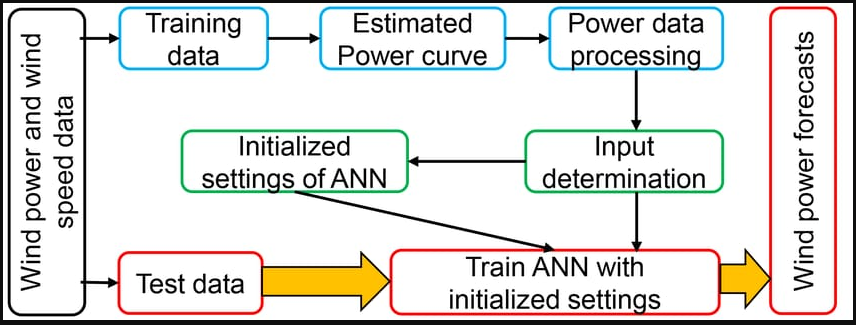 Wind power and wind
speed data
Training
data
Estimated
Power curve
Power data
processing
Initialized
settings of ANN
Input
determination
Test data
Train ANN with
initialized settings
Wind power forecasts